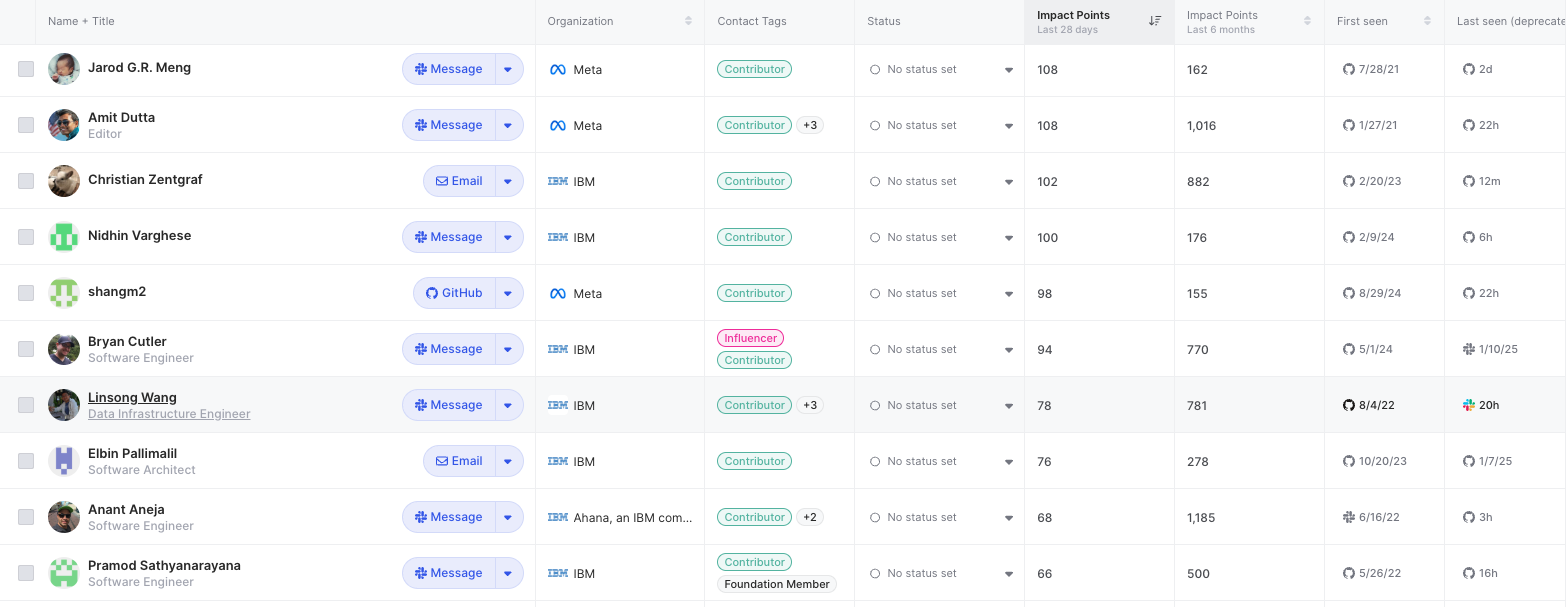 Name + Title Organization Contact Tags Status Impact Points Impact Points First seen Last seen (deprecate
Last 28 days Last 6 months
Jarod G.R. Meng Message Meta Contributor No status set 108 162 7/28/21 2d
Amit Dutta Message Meta Contributor +3 No status set 108 1,016 1/27/21 22h
Editor
Christian Zentgraf Email IBM IBM Contributor No status set 102 882 2/20/23 12m
Nidhin Varghese Message IBM IBM Contributor No status set 100 176 2/9/24 6h
shangm2 GitHub Meta Contributor No status set 98 155 8/29/24 22h
Influencer
Bryan Cutler Message IBM IBM No status set 94 770 5/1/24 1/10/25
Software Engineer Contributor
Linsong Wang Message IBM IBM Contributor +3 No status set 78 781 8/4/22 20h
Data Infrastructure Engineer
Elbin Pallimalil Email IBM IBM Contributor No status set 76 278 10/20/23 1/7/25
Software Architect
Anant Aneja Message IBM Ahana, an IBM com... Contributor +2 No status set 68 1,185 6/16/22 3h
Software Engineer
Contributor
Pramod Sathyanarayana Message IBM IBM No status set 66 500 5/26/22 16h
Software Engineer Foundation Member